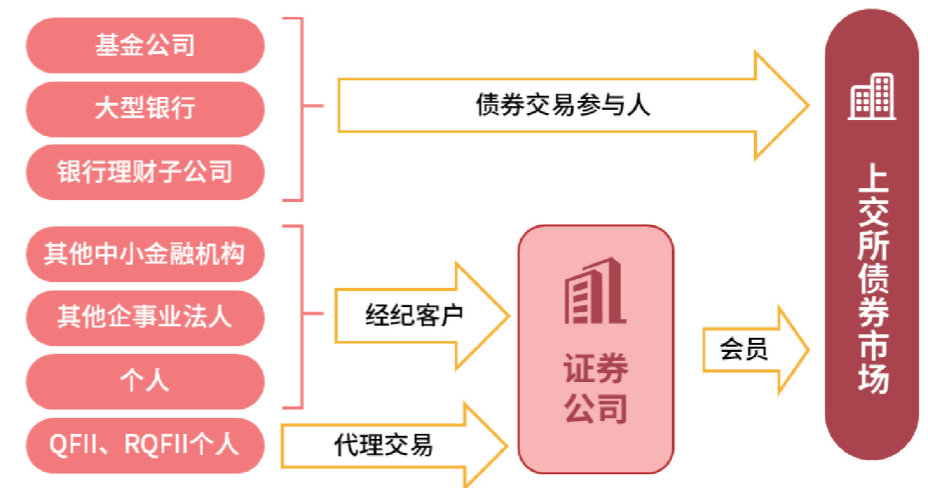 基金公司
大型银行
银行理财子公司
债券交易参与人
其他中小金融机构
其他企事业法人
个人
经纪客户
QFII、RQFII个人
代理交易
证券
公司
会员
上交所债券市场